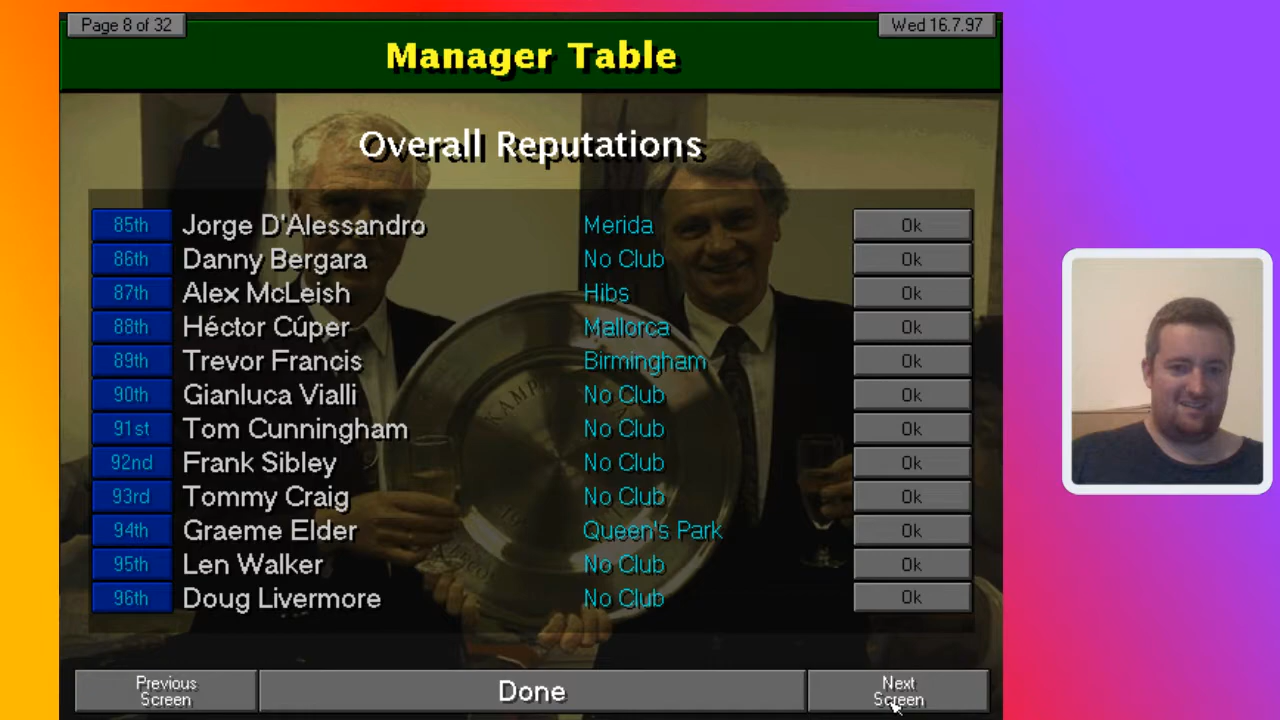 Page 8 of 32
Wed 16.7.97
Manager Table
Overall Reputations
85th Jorge D'Alessandro Merida Ok
86th Danny Bergara No Club Ok
87th Alex McLeish Hibs Ok
88th Héctor Cúper Mallorca Ok
89th Trevor Francis Birmingham Ok
90th Gianluca Vialli No Club Ok
91st Tom Cunningham No Club Ok
92nd Frank Sibley No Club Ok
93rd Tommy Craig No Club Ok
94th Graeme Elder Queen's Park Ok
95th Len Walker No Club Ok
96th Doug Livermore No Club Ok
Previous Screen
Done
Next Screen